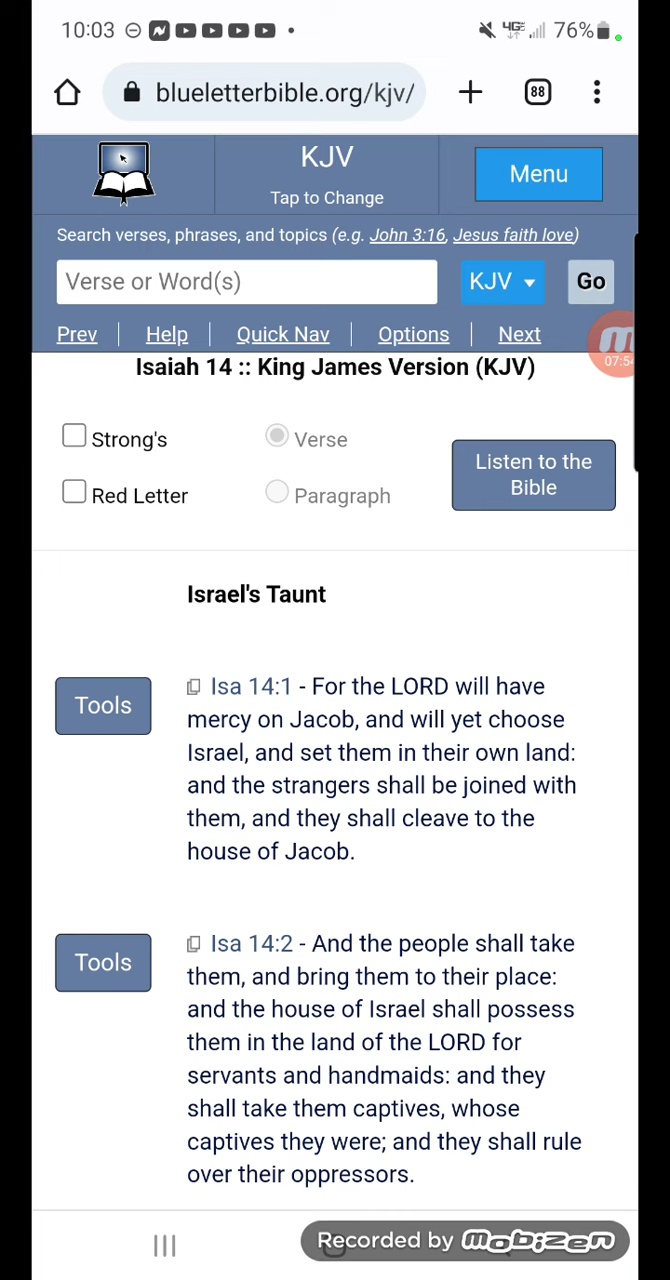 10:03
4GE 76%
blueletterbible.org/kjv/
88
KJV
Tap to Change
Menu
Search verses, phrases, and topics (e.g. John 3:16, Jesus faith love)
Verse or Word(s)
KJV
Go
Prev | Help | Quick Nav | Options | Next
07:54
Isaiah 14 :: King James Version (KJV)
Strong's
Verse
Red Letter
Paragraph
Listen to the
Bible
Israel's Taunt
Tools
Isa 14:1 - For the LORD will have
mercy on Jacob, and will yet choose
Israel, and set them in their own land:
and the strangers shall be joined with
them, and they shall cleave to the
house of Jacob.
Tools
Isa 14:2 - And the people shall take
them, and bring them to their place:
and the house of Israel shall possess
them in the land of the LORD for
servants and handmaids: and they
shall take them captives, whose
captives they were; and they shall rule
over their oppressors.
Recorded by mobizen